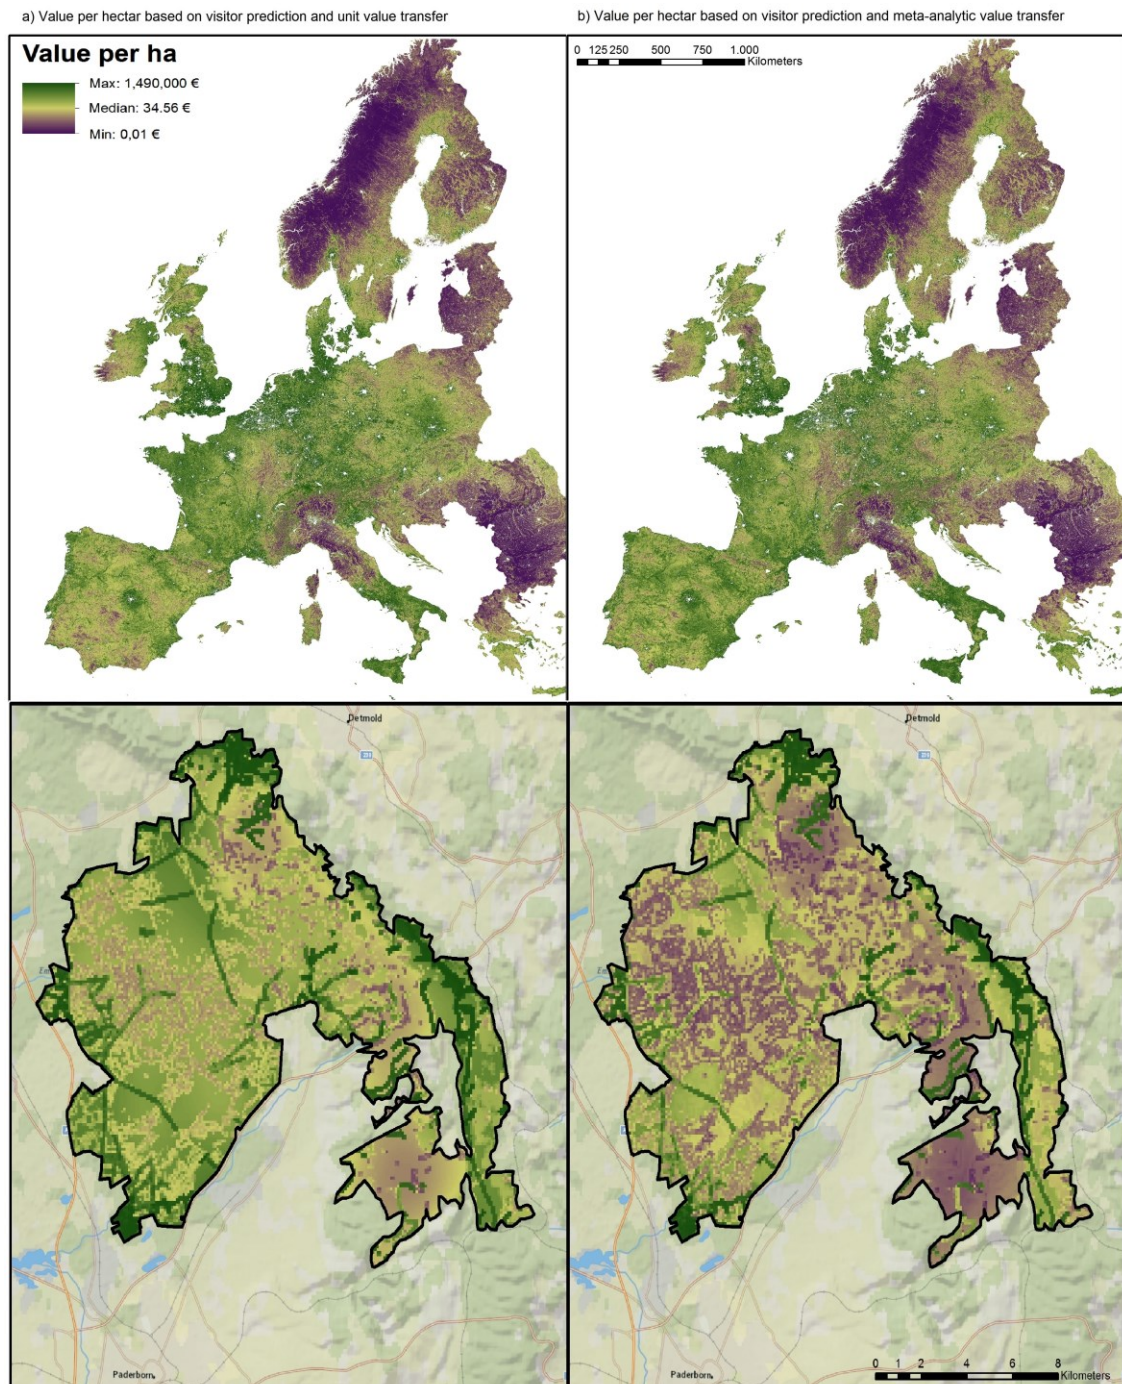 a) Value per hectar based on visitor prediction and unit value transfer
b) Value per hectar based on visitor prediction and meta-analytic value transfer
Value per ha
Max: 1,490,000 €
Median: 34.56 €
Min: 0,01 €
0 125 250 500 750 1.000
Kilometers
Detmold
Paderborn
Detmold
Paderborn
0 1 2 4 6 8
Kilometers